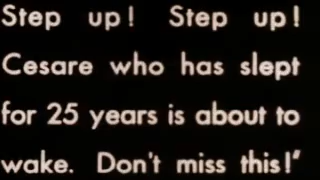 Step up! Step up!
Cesare who has slept
for 25 years is about to
wake. Don't miss this!"